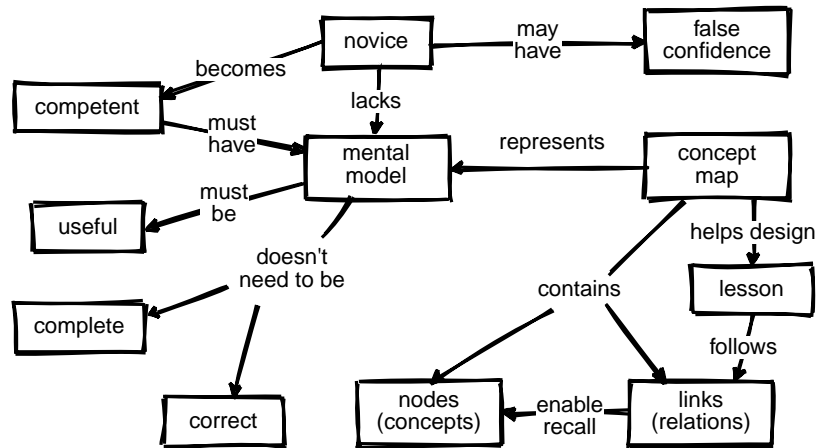 novice
may
have
false
confidence
becomes
competent
lacks
must
have
mental
model
represents
concept
map
must
be
useful
helps design
doesn't
need to be
contains
lesson
complete
follows
correct
nodes
(concepts)
enable
recall
links
(relations)